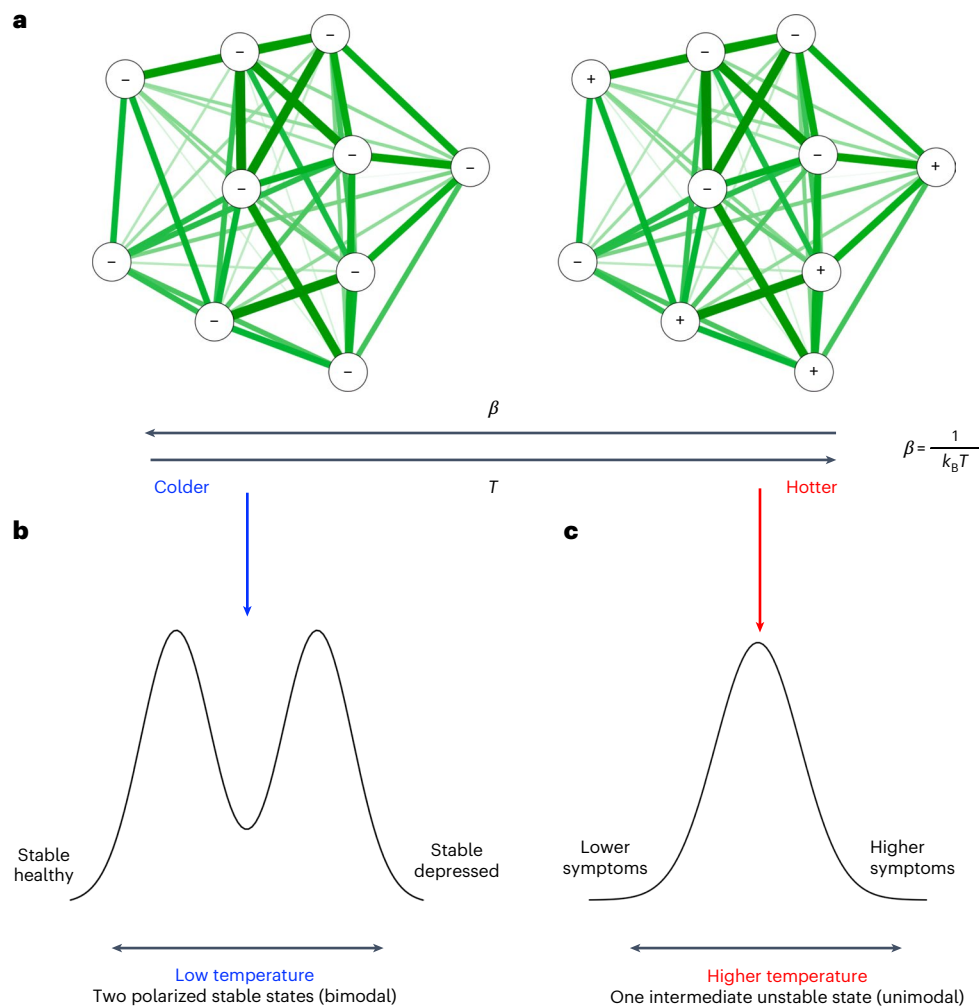 a
− − −
− − −
− −
− −
−
+ − −
− − +
− +
− +
+
β
β = 1 / k_B T
T
Colder
Hotter
b
c
Stable
healthy
Stable
depressed
Lower
symptoms
Higher
symptoms
Low temperature
Two polarized stable states (bimodal)
Higher temperature
One intermediate unstable state (unimodal)